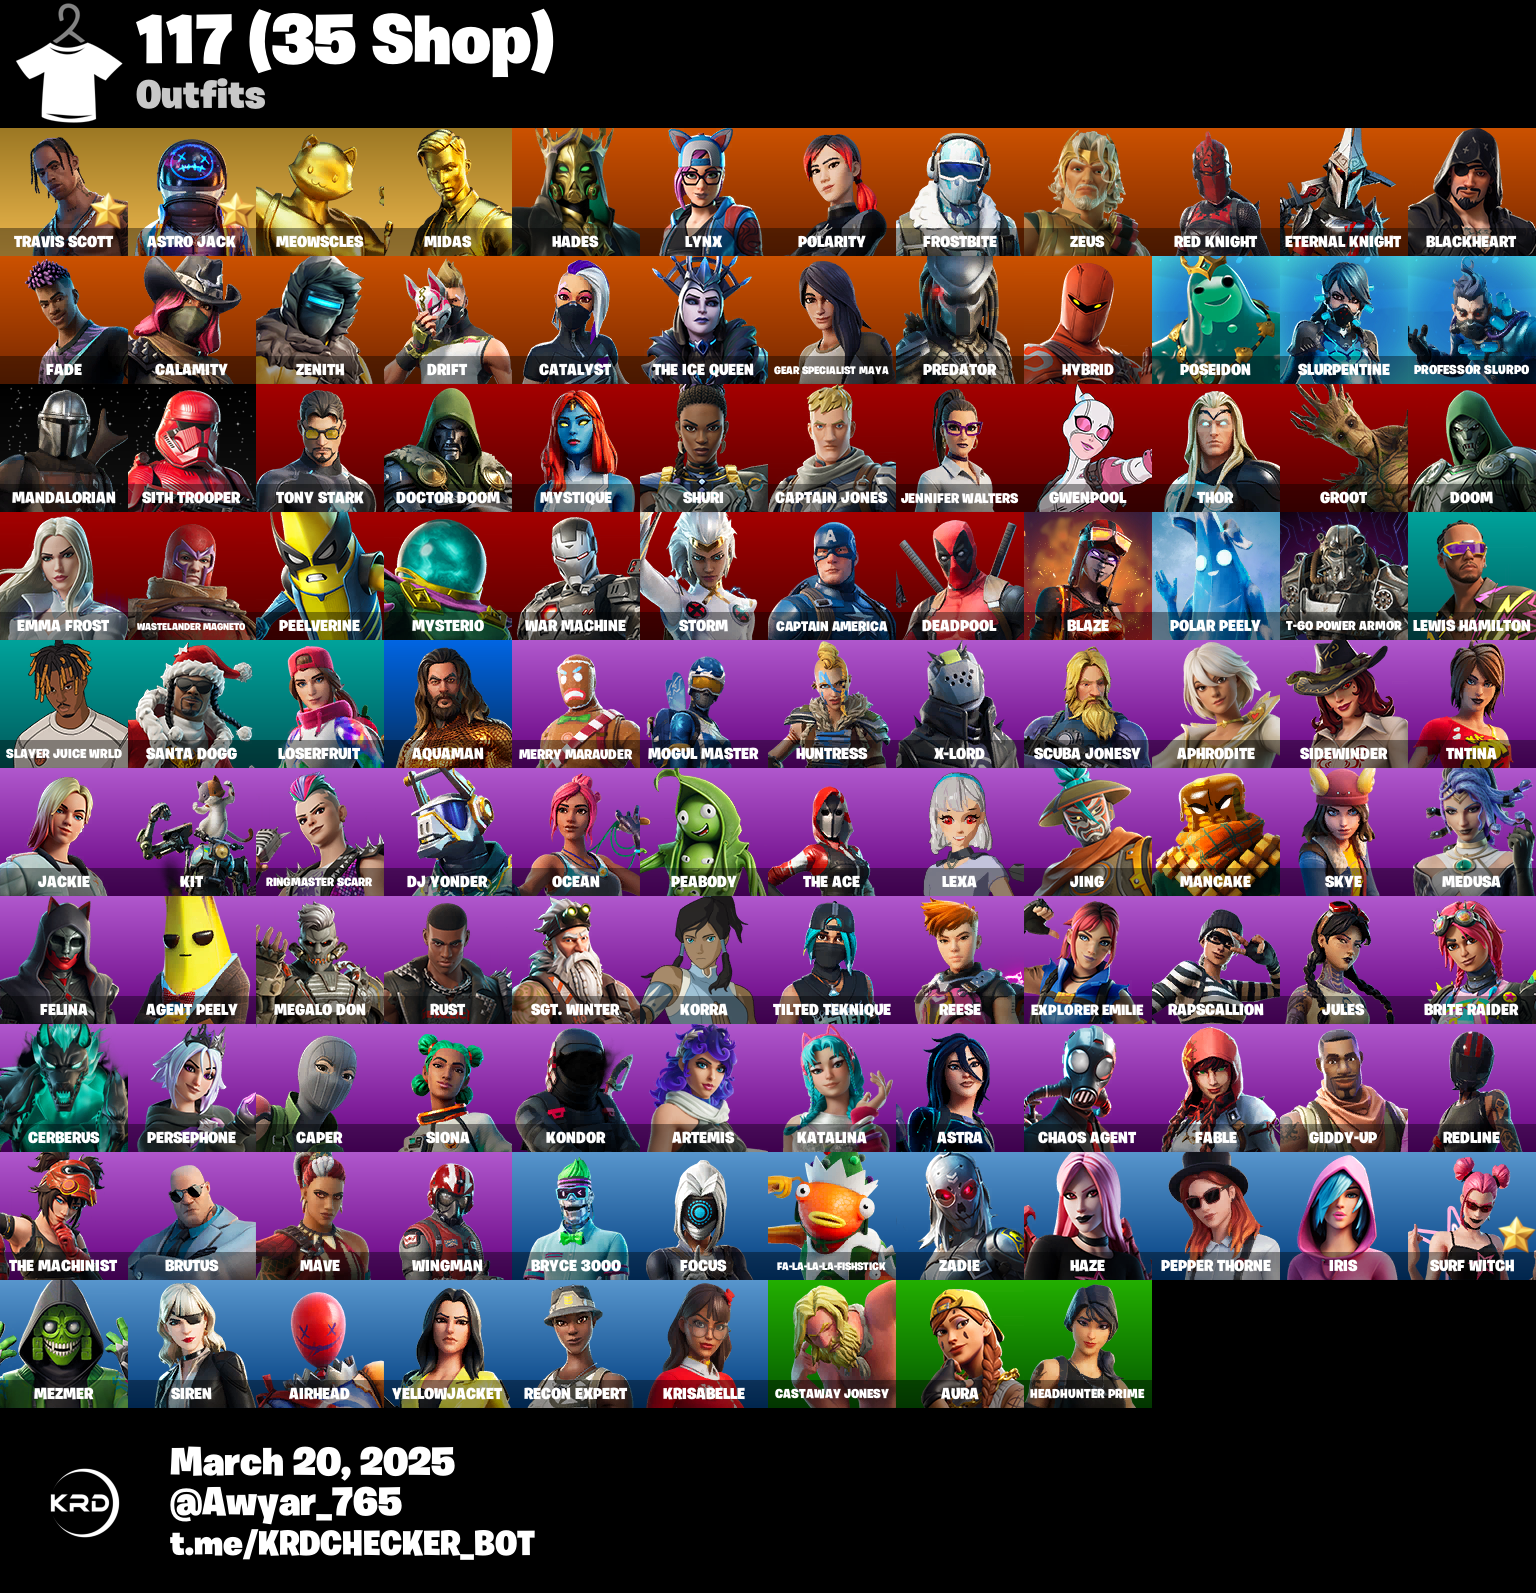 117 (35 Shop)
Outfits
TRAVIS SCOTT
ASTRO JACK
MEOWSCLES
MIDAS
HADES
LYNX
POLARITY
FROSTBITE
ZEUS
RED KNIGHT
ETERNAL KNIGHT
BLACKHEART
FADE
CALAMITY
ZENITH
DRIFT
CATALYST
THE ICE QUEEN
GEAR SPECIALIST MAYA
PREDATOR
HYBRID
POSEIDON
SLURPENTINE
PROFESSOR SLURPO
MANDALORIAN
SITH TROOPER
TONY STARK
DOCTOR DOOM
MYSTIQUE
SHURI
CAPTAIN JONES
JENNIFER WALTERS
GWENPOOL
THOR
GROOT
DOOM
EMMA FROST
WASTELANDER MAGNETO
PEELVERINE
MYSTERIO
WAR MACHINE
STORM
CAPTAIN AMERICA
DEADPOOL
BLAZE
POLAR PEELY
T-60 POWER ARMOR
LEWIS HAMILTON
SLAYER JUICE WRLD
SANTA DOGG
LOSERFRUIT
AQUAMAN
MERRY MARAUDER
MOGUL MASTER
HUNTRESS
X-LORD
SCUBA JONESY
APHRODITE
SIDEWINDER
TNTINA
JACKIE
KIT
RINGMASTER SCARR
DJ YONDER
OCEAN
PEABODY
THE ACE
LEXA
JING
MANCAKE
SKYE
MEDUSA
FELINA
AGENT PEELY
MEGALO DON
RUST
SGT. WINTER
KORRA
TILTED TEKNIQUE
REESE
EXPLORER EMILIE
RAPSCALLION
JULES
BRITE RAIDER
CERBERUS
PERSEPHONE
CAPER
SIONA
KONDOR
ARTEMIS
KATALINA
ASTRA
CHAOS AGENT
FABLE
GIDDY-UP
REDLINE
THE MACHINIST
BRUTUS
MAVE
WINGMAN
BRYCE 3000
FOCUS
FA-LA-LA-LA-FISHSTICK
ZADIE
HAZE
PEPPER THORNE
IRIS
SURF WITCH
MEZMER
SIREN
AIRHEAD
YELLOWJACKET
RECON EXPERT
KRISABELLE
CASTAWAY JONESY
AURA
HEADHUNTER PRIME
March 20, 2025
KRD
@Awyar_765
t.me/KRDCHECKER_BOT